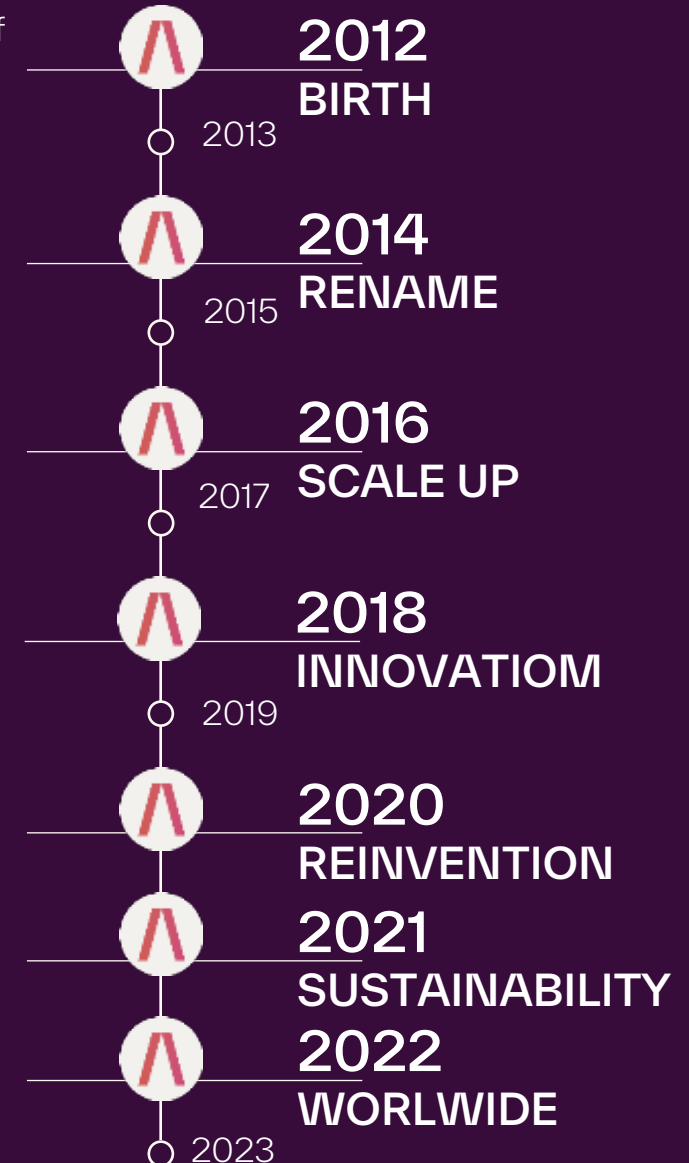 f
2012
BIRTH
2013
2014
RENAME
2015
2016
SCALE UP
2017
2018
INNOVATIOM
2019
2020
REINVENTION
2021
SUSTAINABILITY
2022
WORLWIDE
2023